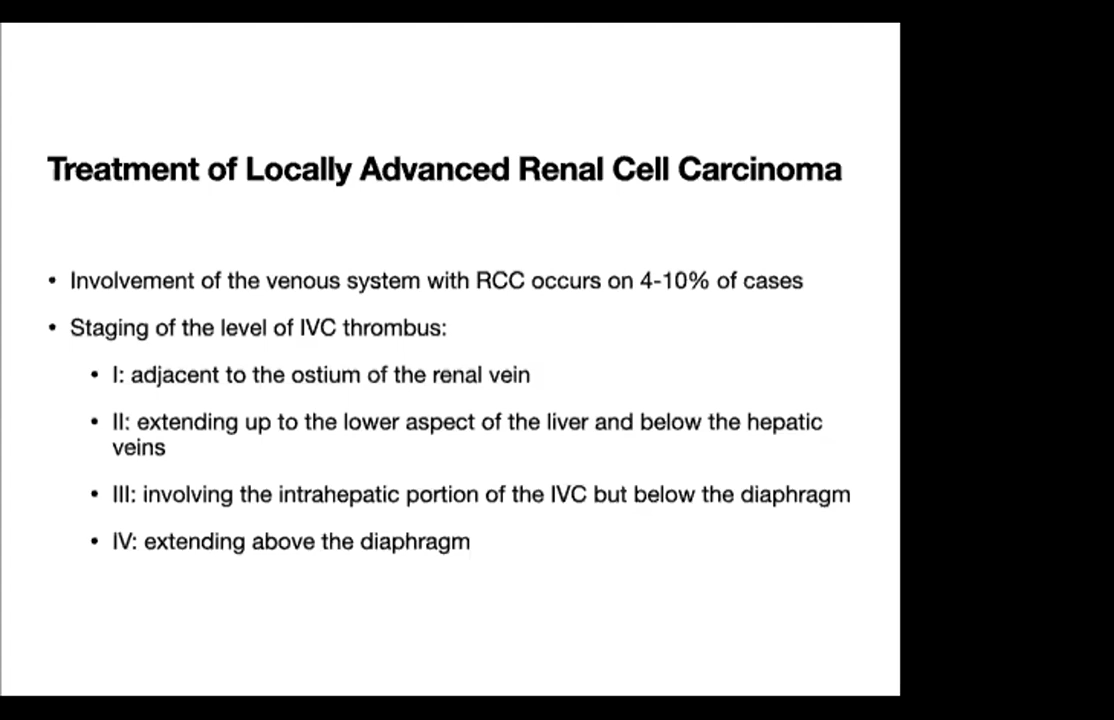 Treatment of Locally Advanced Renal Cell Carcinoma
• Involvement of the venous system with RCC occurs on 4-10% of cases
• Staging of the level of IVC thrombus:
• I: adjacent to the ostium of the renal vein
• II: extending up to the lower aspect of the liver and below the hepatic
veins
• III: involving the intrahepatic portion of the IVC but below the diaphragm
• IV: extending above the diaphragm